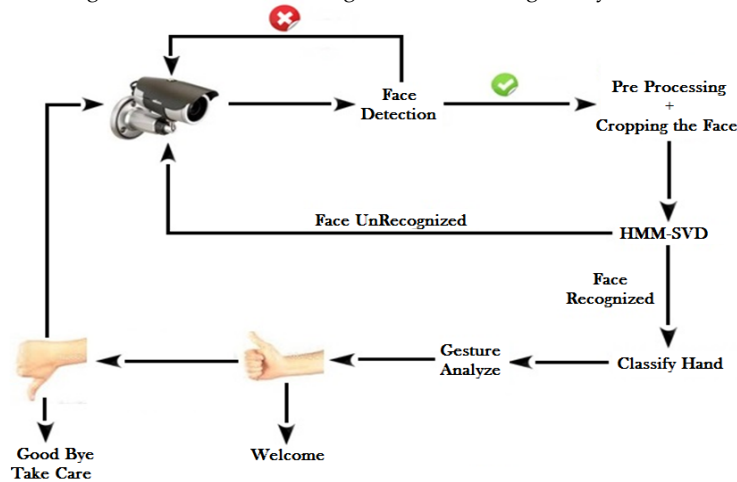 Face
Detection
Pre Processing
+
Cropping the Face
Face UnRecognized
HMM-SVD
Face
Recognized
Gesture
Analyze
Classify Hand
Good Bye
Take Care
Welcome